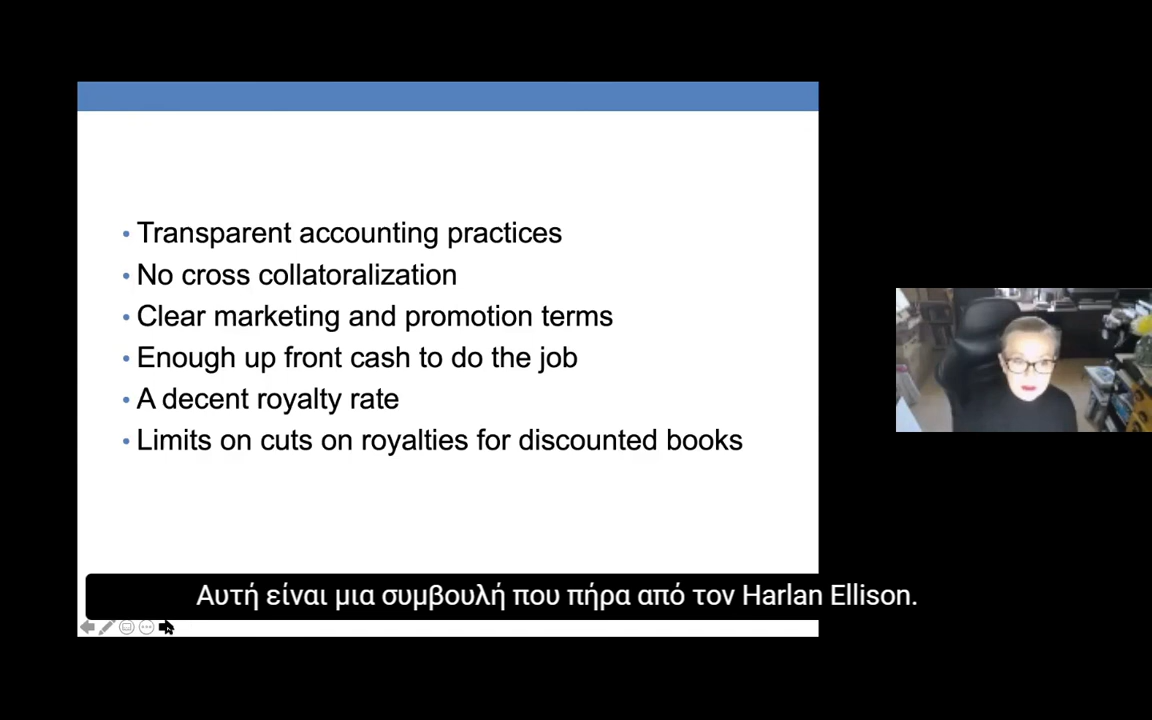 • Transparent accounting practices
• No cross collatoralization
• Clear marketing and promotion terms
• Enough up front cash to do the job
• A decent royalty rate
• Limits on cuts on royalties for discounted books
Αυτή είναι μια συμβουλή που πήρα από τον Harlan Ellison.